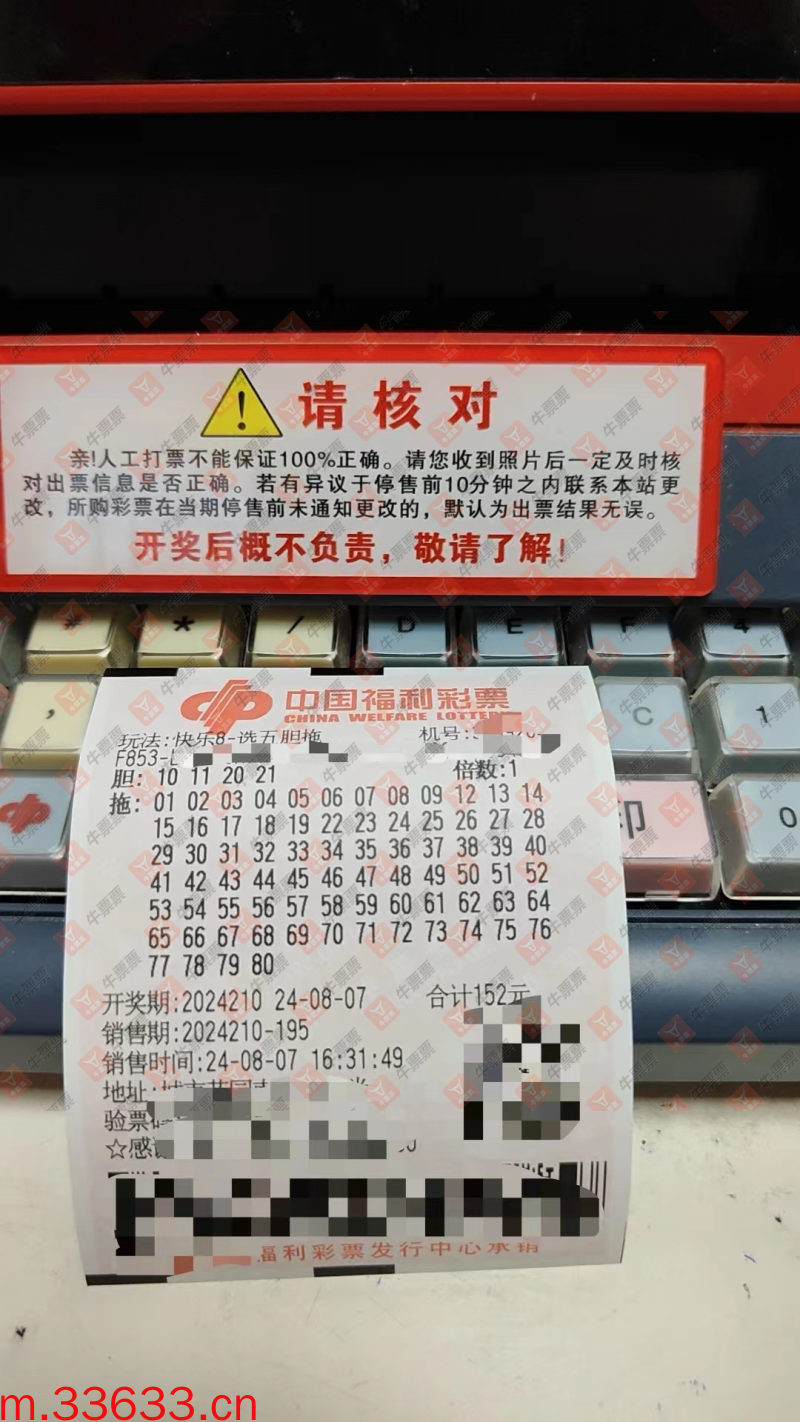 请核对
亲!人工打票不能保证100%正确。请您收到照片后一定及时核
对出票信息是否正确。若有异议于停售前10分钟之内联系本站更
改，所购彩票在当期停售前未通知更改的，默认为出票结果无误。
开奖后概不负责，敬请了解!
* * / D E F 4
, C 1
中国福利彩票
CHINA WELFARE LOTTERY
玩法:快乐8-选五胆拖 机号:
F853-L
胆: 10 11 20 21 倍数:1
拖: 01 02 03 04 05 06 07 08 09 12 13 14
15 16 17 18 19 22 23 24 25 26 27 28
29 30 31 32 33 34 35 36 37 38 39 40
41 42 43 44 45 46 47 48 49 50 51 52
53 54 55 56 57 58 59 60 61 62 63 64
65 66 67 68 69 70 71 72 73 74 75 76
77 78 79 80
印 0
开奖期:2024210 24-08-07 合计152元
销售期:2024210-195
销售时间:24-08-07 16:31:49
地址:
验票
☆感
福利彩票发行中心承销
牛票票
m.33633.cn